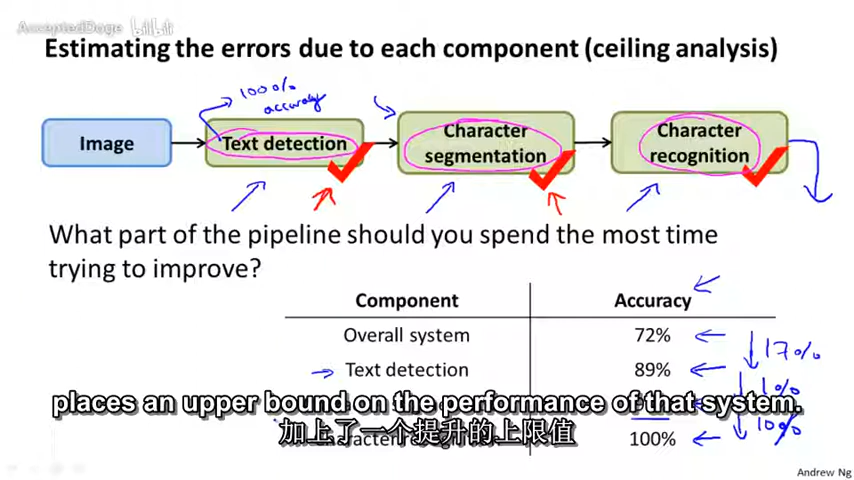 AcceptedDoge bilibili
Estimating the errors due to each component (ceiling analysis)
100%
accuracy
Image
Text detection
Character
segmentation
Character
recognition
What part of the pipeline should you spend the most time
trying to improve?
Component Accuracy
Overall system 72%
17%
Text detection 89%
1%
places an upper bound on the performance of that system.
10%
加上了一个提升的上限值
100%
Andrew Ng